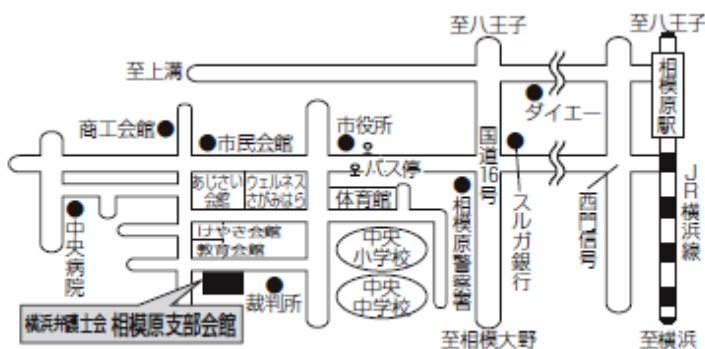 至八王子
至八王子
至上溝
相模原駅
ダイエー
商工会館
市民会館
市役所
バス停
国道16号
スルガ銀行
西門信号
JR横浜線
あじさい
会館
ウェルネス
さがみはら
体育館
相模原警察署
中央病院
けやき会館
教育会館
中央
小学校
中央
中学校
裁判所
横浜弁護士会 相模原支部会館
至相模大野
至横浜